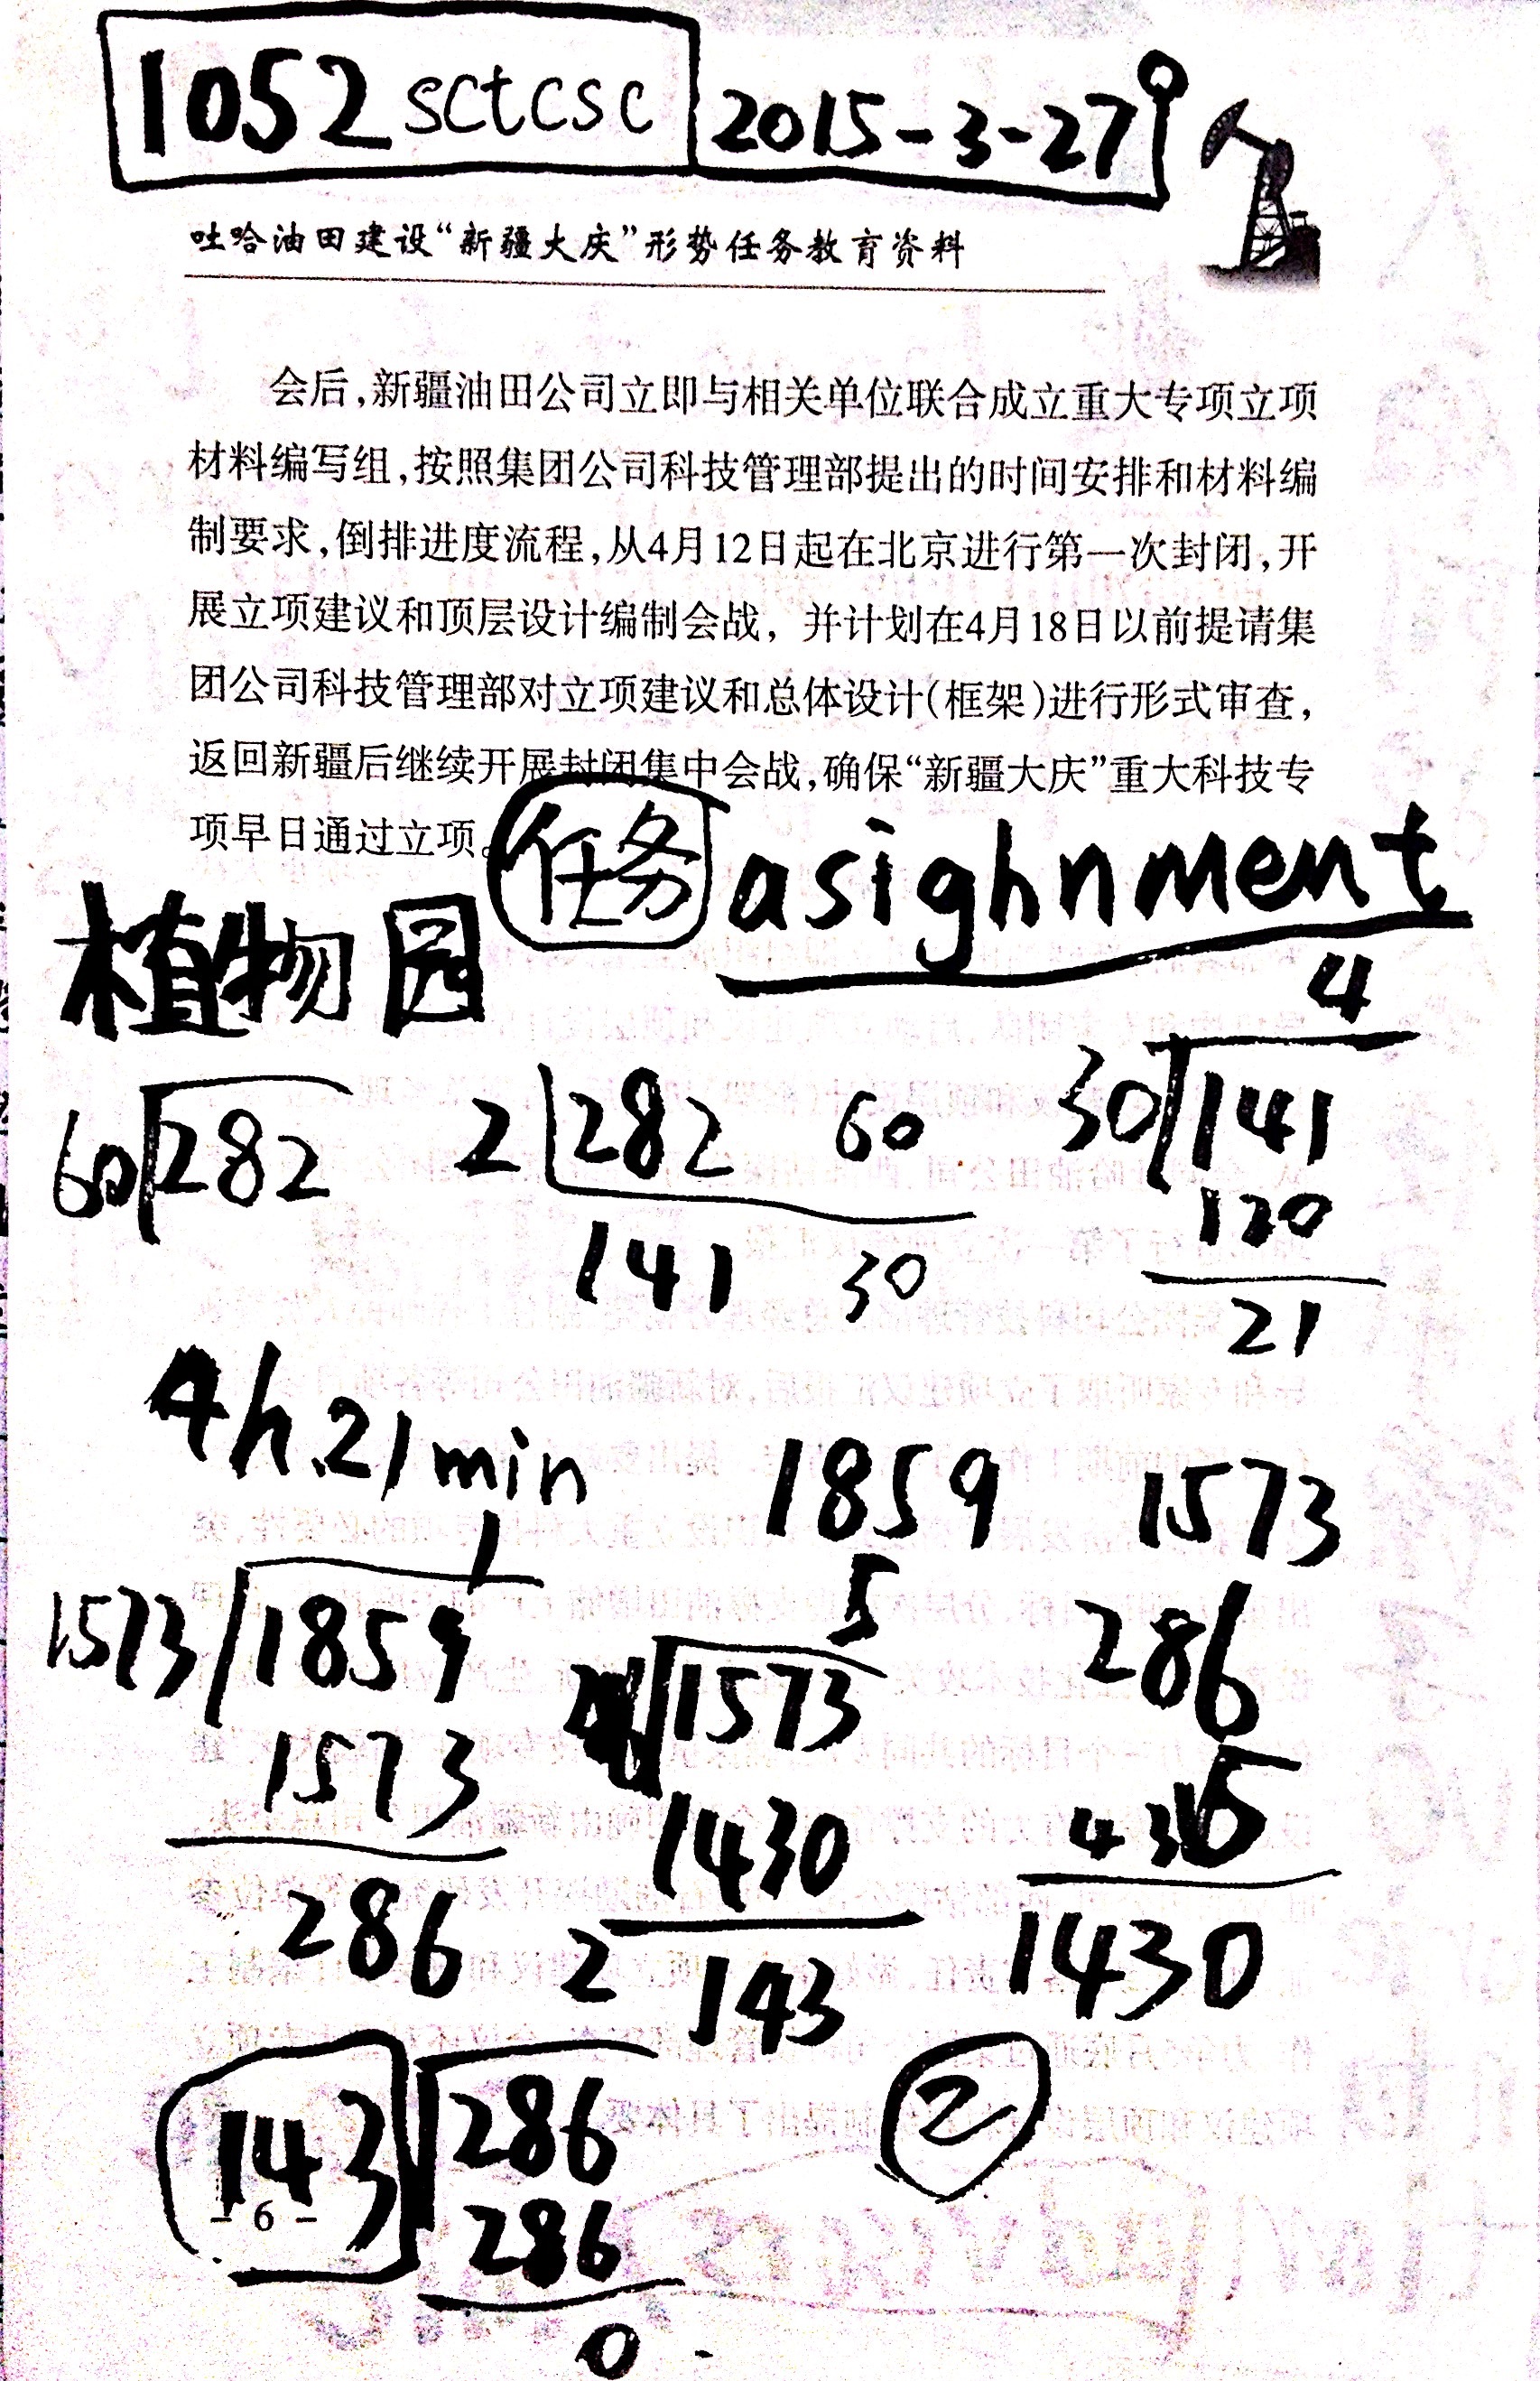 1052 sctcsc 2015-3-27
吐哈油田建设“新疆大庆”形势任务教育资料
会后,新疆油田公司立即与相关单位联合成立重大专项立项
材料编写组,按照集团公司科技管理部提出的时间安排和材料编
制要求,倒排进度流程,从4月12日起在北京进行第一次封闭,开
展立项建议和顶层设计编制会战,并计划在4月18日以前提请集
团公司科技管理部对立项建议和总体设计(框架)进行形式审查,
返回新疆后继续开展封闭集中会战,确保“新疆大庆”重大科技专
项早日通过立项。
任务 asighnment
植物园
4
60 282 2 282 60 30 141
120
141 30
21
4h.21min
1859 1573
1 5
1573 1859 1573 286
1573 1430 5
286 143 1430
2
143 286 2
286
- 6 -
0